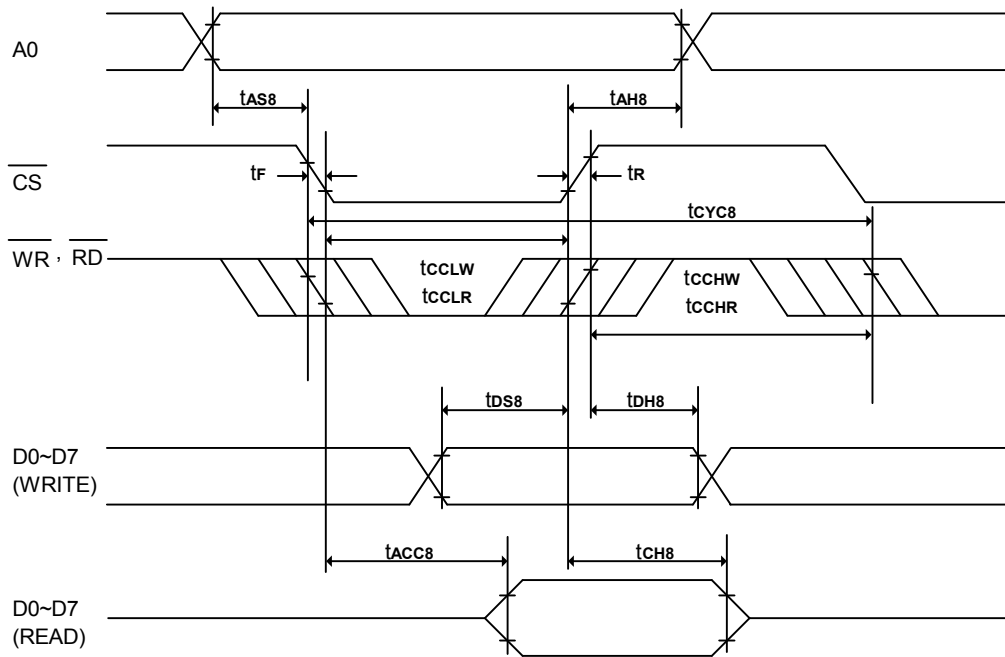 A0
tAS8
tAH8
CS
tF
tR
tCYC8
WR , RD
tCCLW
tCCLR
tCCHW
tCCHR
tDS8
tDH8
D0~D7
(WRITE)
tACC8
tCH8
D0~D7
(READ)